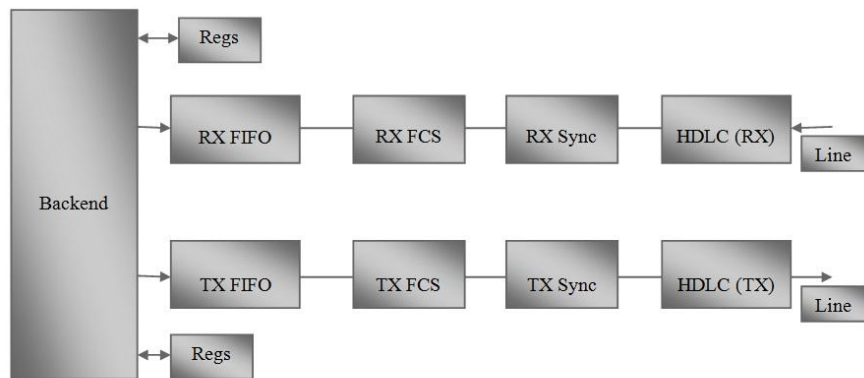 Regs
RX FIFO
RX FCS
RX Sync
HDLC (RX)
Line
Backend
TX FIFO
TX FCS
TX Sync
HDLC (TX)
Line
Regs